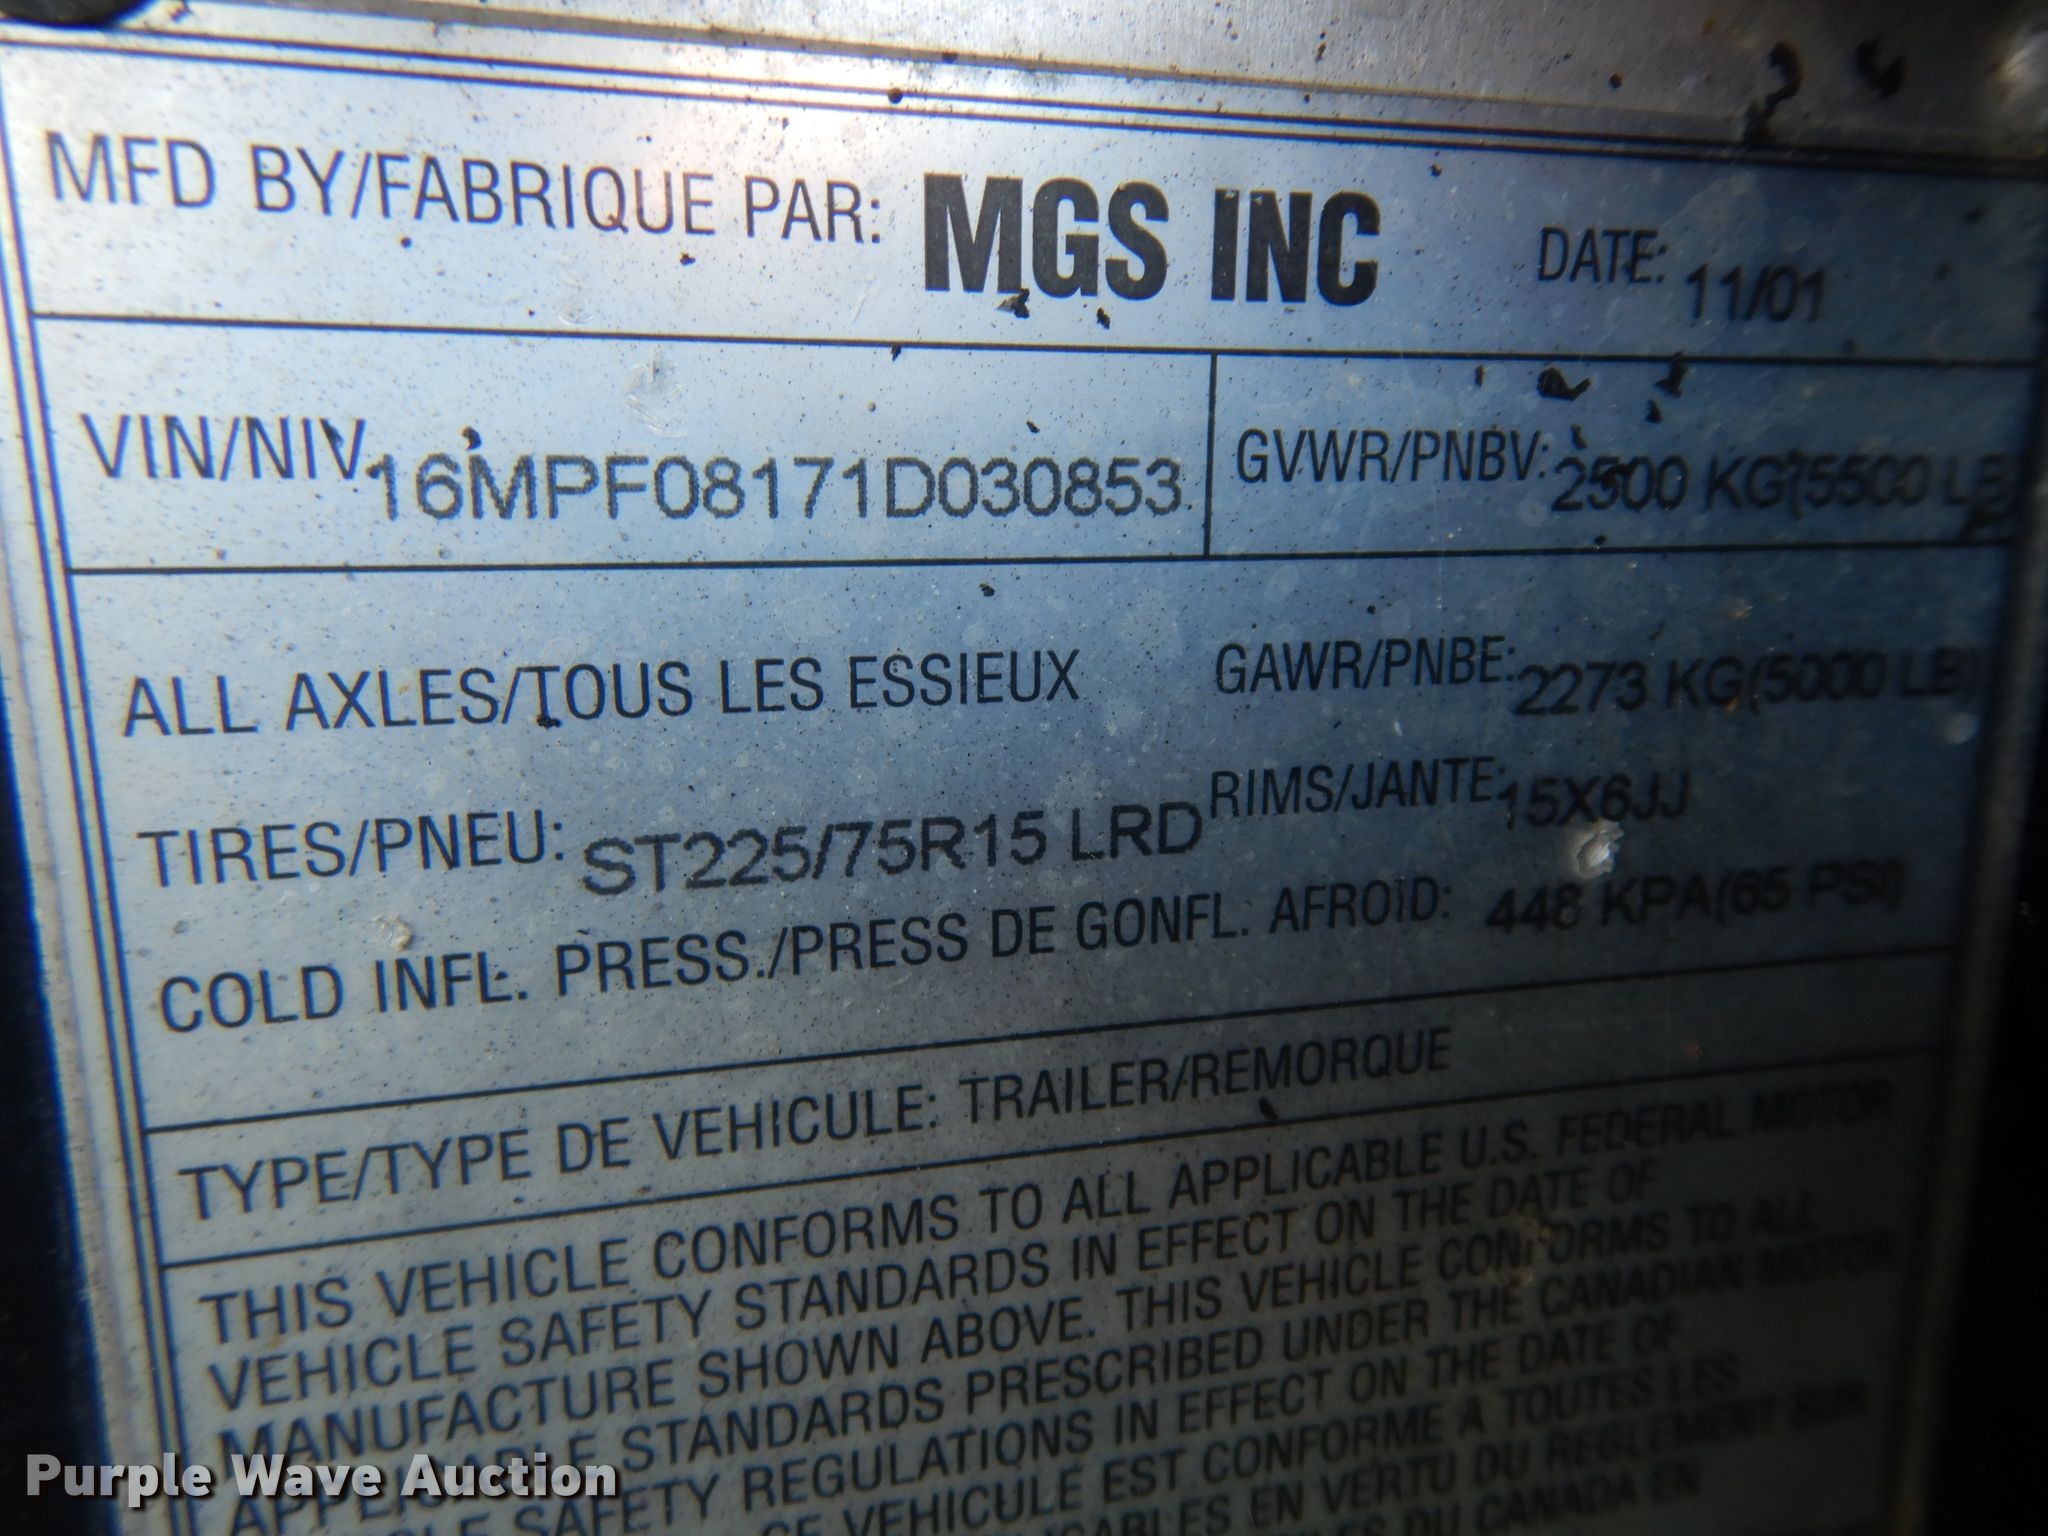 MFD BY/FABRIQUE PAR: MGS INC DATE: 11/01
VIN/NIV 16MPF08171D030853 GVWR/PNBV: 2500 KG(5500 LB)
ALL AXLES/TOUS LES ESSIEUX GAWR/PNBE: 2273 KG(5000 LB)
TIRES/PNEU: ST225/75R15 LRD RIMS/JANTE: 15X6JJ
COLD INFL. PRESS./PRESS DE GONFL. AFROID: 448 KPA(65 PSI)
TYPE/TYPE DE VEHICULE: TRAILER/REMORQUE
THIS VEHICLE CONFORMS TO ALL APPLICABLE U.S. FEDERAL MOTOR
VEHICLE SAFETY STANDARDS IN EFFECT ON THE DATE OF
MANUFACTURE SHOWN ABOVE. THIS VEHICLE CONFORMS TO ALL
APPLICABLE STANDARDS PRESCRIBED UNDER THE CANADIAN MOTOR
SAFETY REGULATIONS IN EFFECT ON THE DATE OF
CE VEHICULE EST CONFORME A TOUTES LES
EN VERTU DU REGLEMENT SUR
DU CANADA EN
Purple Wave Auction